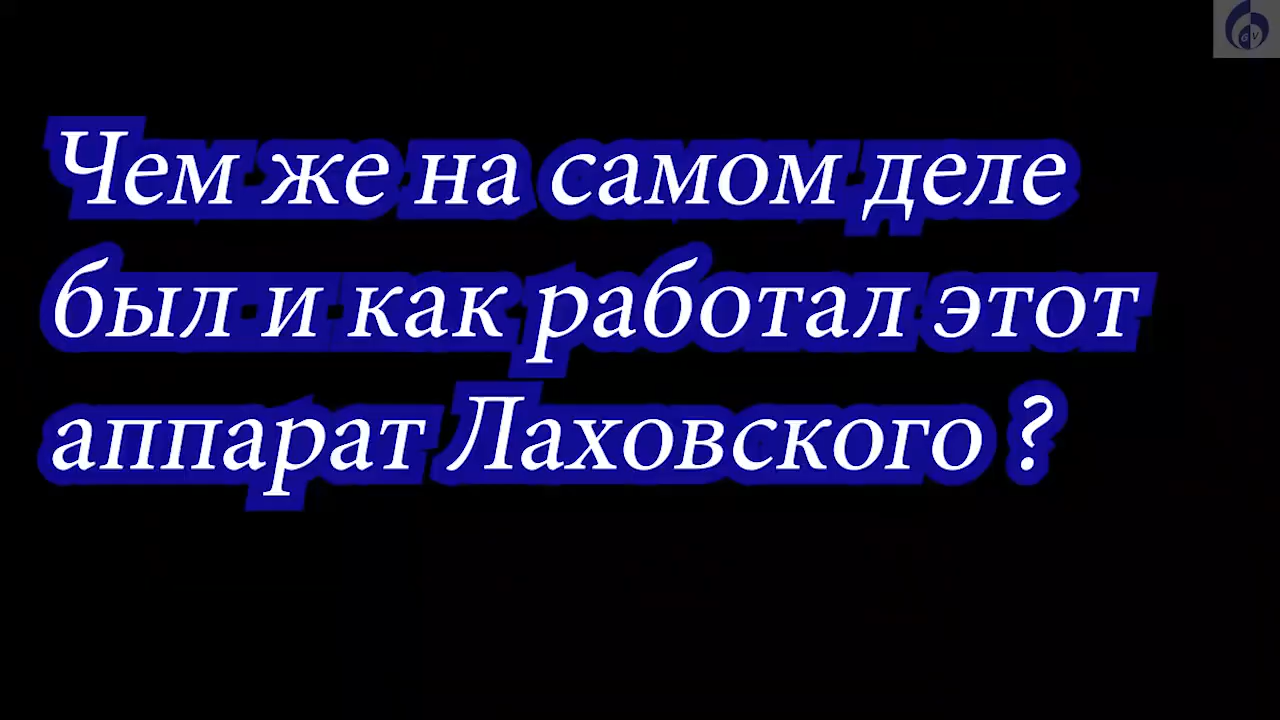 Чем же на самом деле
был и как работал этот
аппарат Лаховского ?